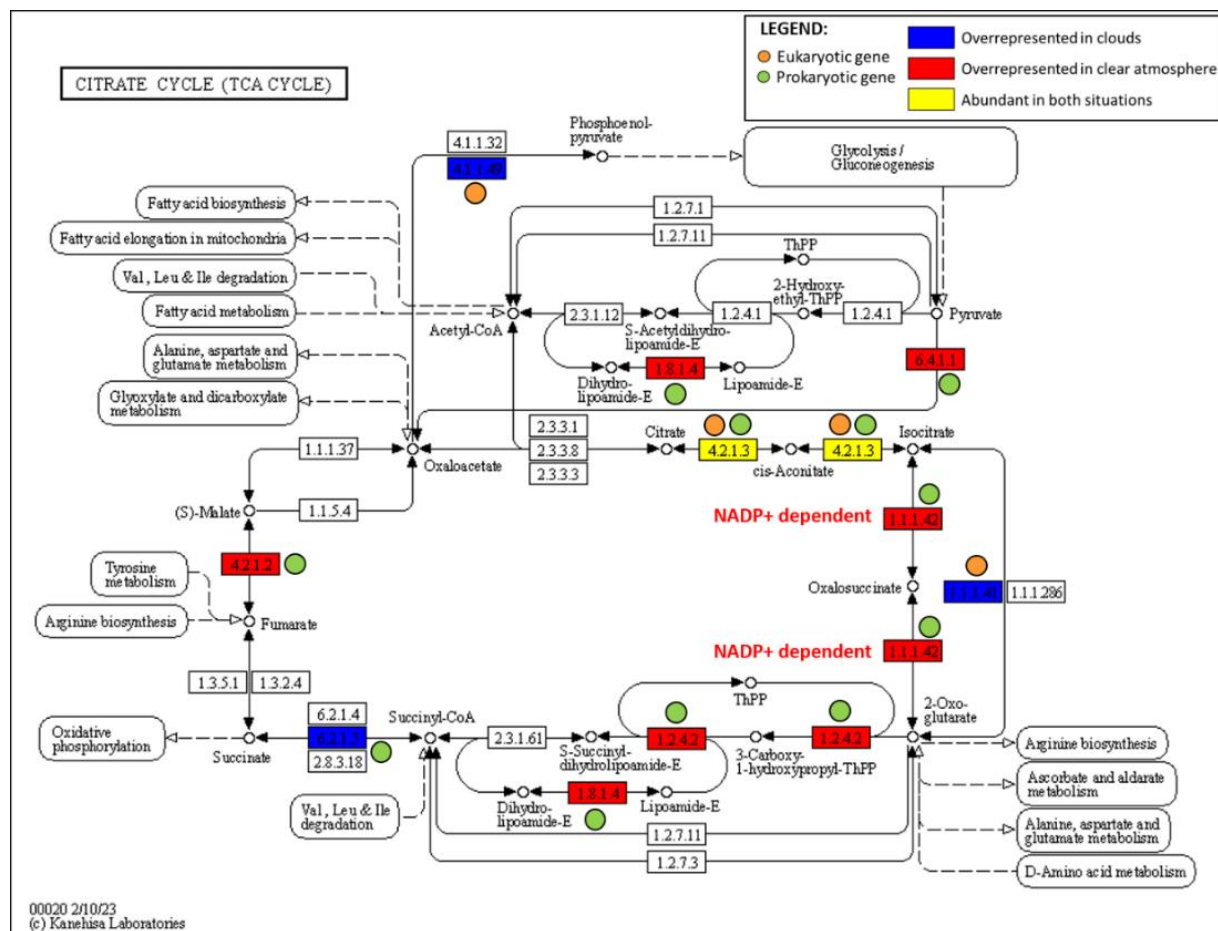 LEGEND:
Eukaryotic gene
Prokaryotic gene
Overrepresented in clouds
Overrepresented in clear atmosphere
Abundant in both situations
CITRATE CYCLE (TCA CYCLE)
Phosphoenol-
pyruvate
4.1.1.32
4.1.1.49
Glycolysis /
Gluconeogenesis
Fatty acid biosynthesis
Fatty acid elongation in mitochondria
Val, Leu & Ile degradation
Fatty acid metabolism
Alanine, aspartate and
glutamate metabolism
Glyoxylate and dicarboxylate
metabolism
1.2.7.1
1.2.7.11
ThPP
2-Hydroxy-
ethyl-ThPP
Acetyl-CoA
2.3.1.12
S-Acetyldihydro-
lipoamide-E
1.2.4.1
1.2.4.1
Pyruvate
Dihydro-
lipoamide-E
1.8.1.4
Lipoamide-E
6.4.1.1
1.1.1.37
Oxaloacetate
2.3.3.1
2.3.3.8
2.3.3.3
Citrate
4.2.1.3
cis-Aconitate
4.2.1.3
Isocitrate
(S)-Malate
1.1.5.4
NADP+ dependent
1.1.1.42
4.2.1.2
Tyrosine
metabolism
Arginine biosynthesis
Fumarate
Oxalosuccinate
1.1.1.41
1.1.1.286
NADP+ dependent
1.1.1.42
1.3.5.1
1.3.2.4
ThPP
Oxidative
phosphorylation
Succinate
6.2.1.4
6.2.1.5
2.8.3.18
Succinyl-CoA
2.3.1.61
S-Succinyl-
dihydrolipoamide-E
1.2.4.2
3-Carboxy-
1-hydroxypropyl-ThPP
1.2.4.2
2-Oxo-
glutarate
Val, Leu & Ile
degradation
Dihydro-
lipoamide-E
1.8.1.4
Lipoamide-E
1.2.7.11
1.2.7.3
Arginine biosynthesis
Ascorbate and aldarate
metabolism
Alanine, aspartate and
glutamate metabolism
D-Amino acid metabolism
00020 2/10/23
(c) Kanehisa Laboratories